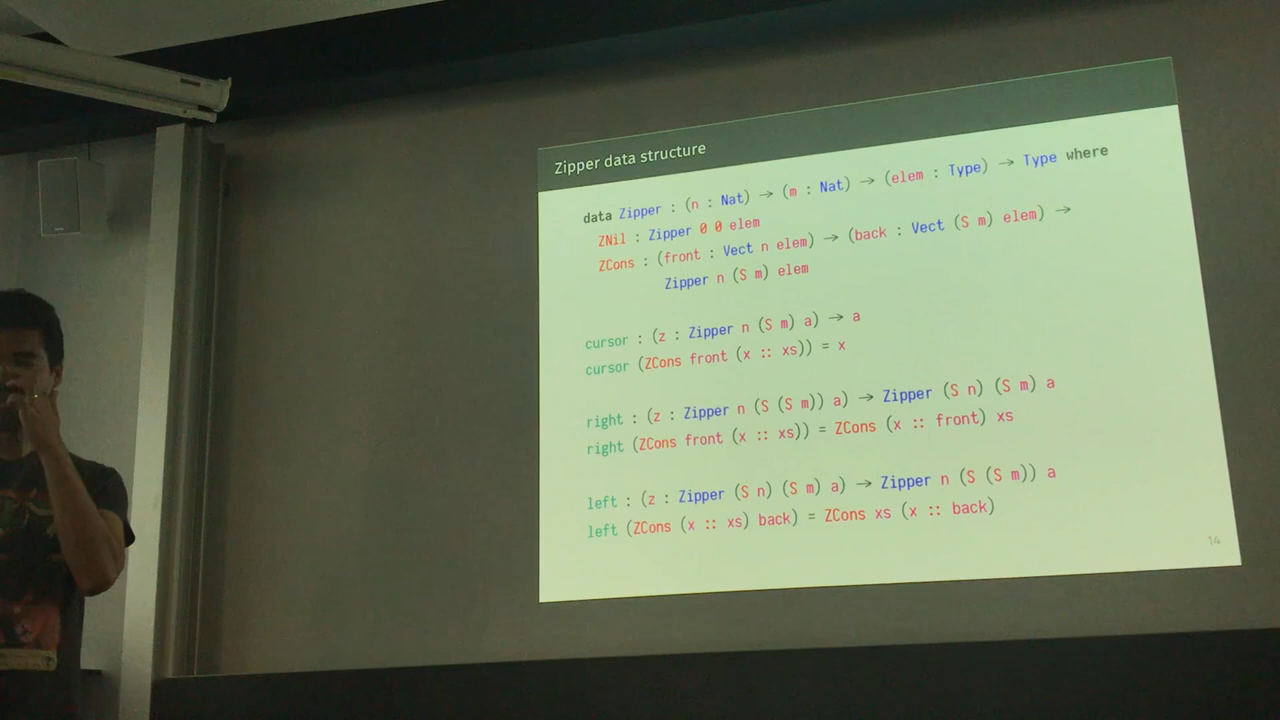 Zipper data structure
data Zipper : (n : Nat) → (m : Nat) → (elem : Type) → Type where
ZNil : Zipper 0 0 elem
ZCons : (front : Vect n elem) → (back : Vect (S m) elem) →
Zipper n (S m) elem
cursor : (z : Zipper n (S m) a) → a
cursor (ZCons front (x :: xs)) = x
right : (z : Zipper n (S (S m)) a) → Zipper (S n) (S m) a
right (ZCons front (x :: xs)) = ZCons (x :: front) xs
left : (z : Zipper (S n) (S m) a) → Zipper n (S (S m)) a
left (ZCons (x :: xs) back) = ZCons xs (x :: back)
14